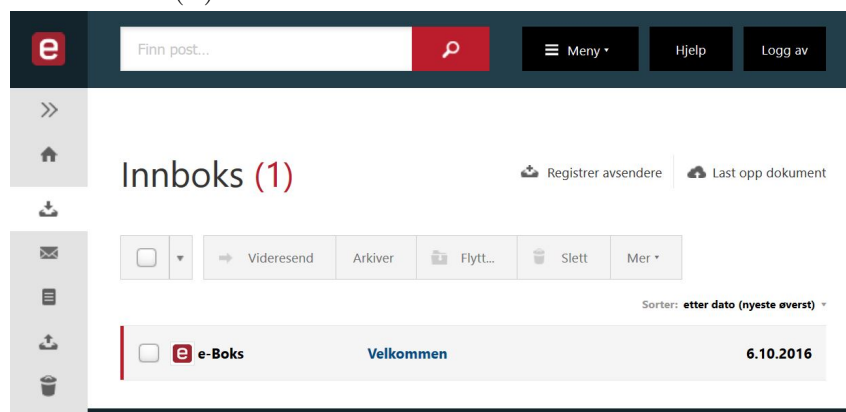 e Finn post... Meny Hjelp Logg av
Innboks (1) Registrer avsendere Last opp dokument
Videresend Arkiver Flytt... Slett Mer
Sorter: etter dato (nyeste øverst)
e e-Boks Velkommen 6.10.2016